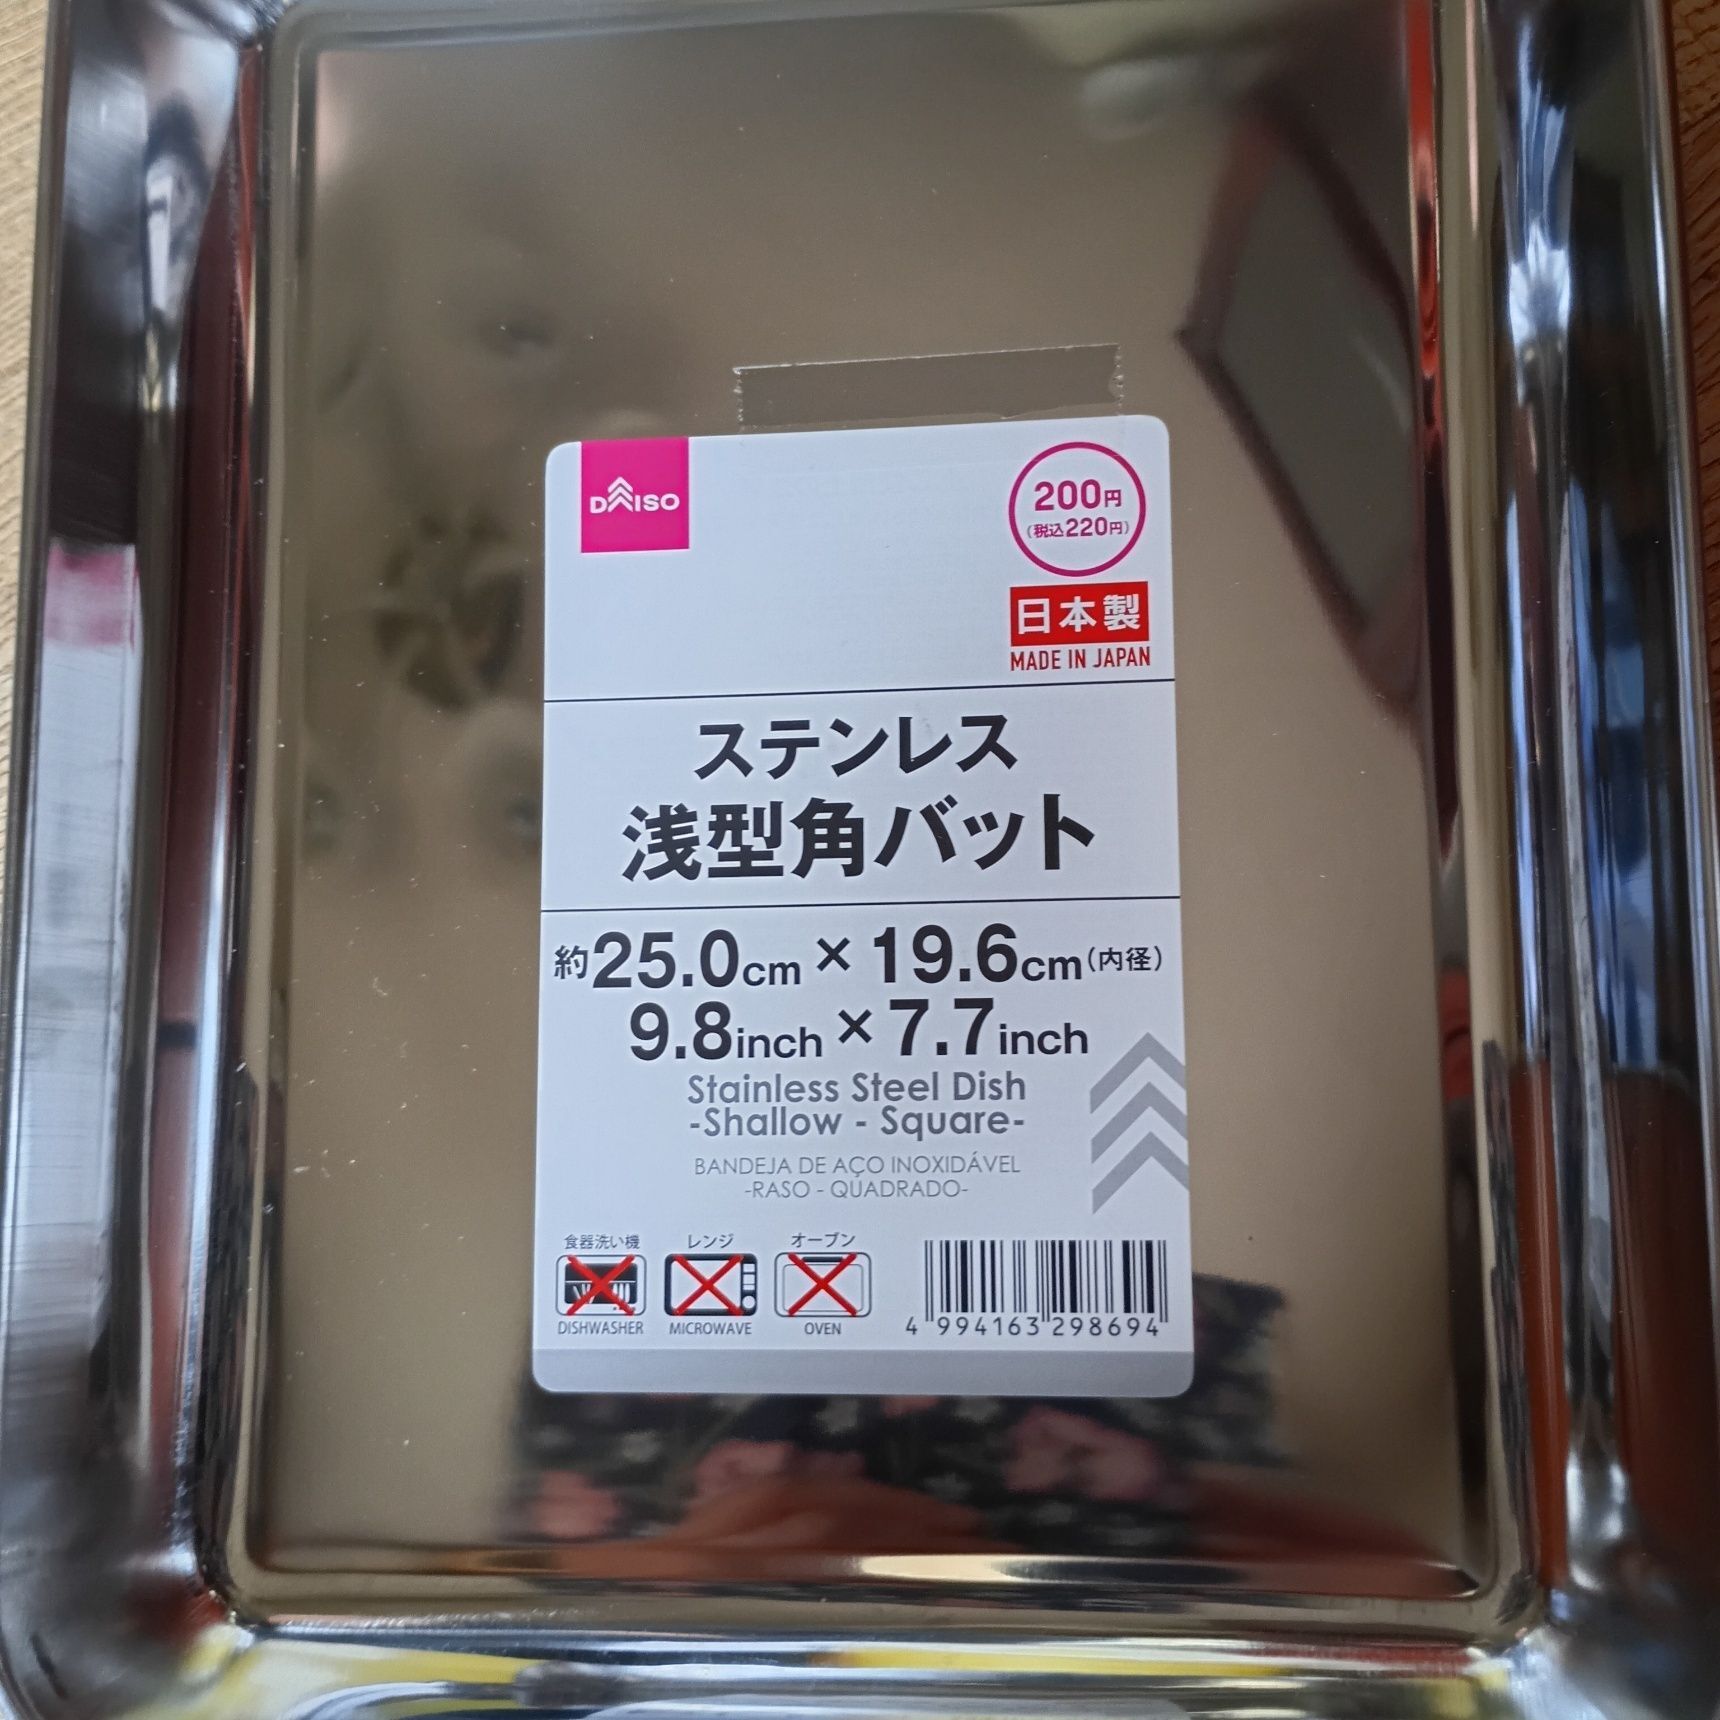 DAISO
200円
(税込220円)
日本製
MADE IN JAPAN
ステンレス
浅型角バット
約25.0cm×19.6cm(内径)
9.8inch×7.7inch
Stainless Steel Dish
-Shallow - Square-
BANDEJA DE AÇO INOXIDÁVEL
-RASO - QUADRADO-
食器洗い機 レンジ オーブン
DISHWASHER MICROWAVE OVEN
4 994163 298694